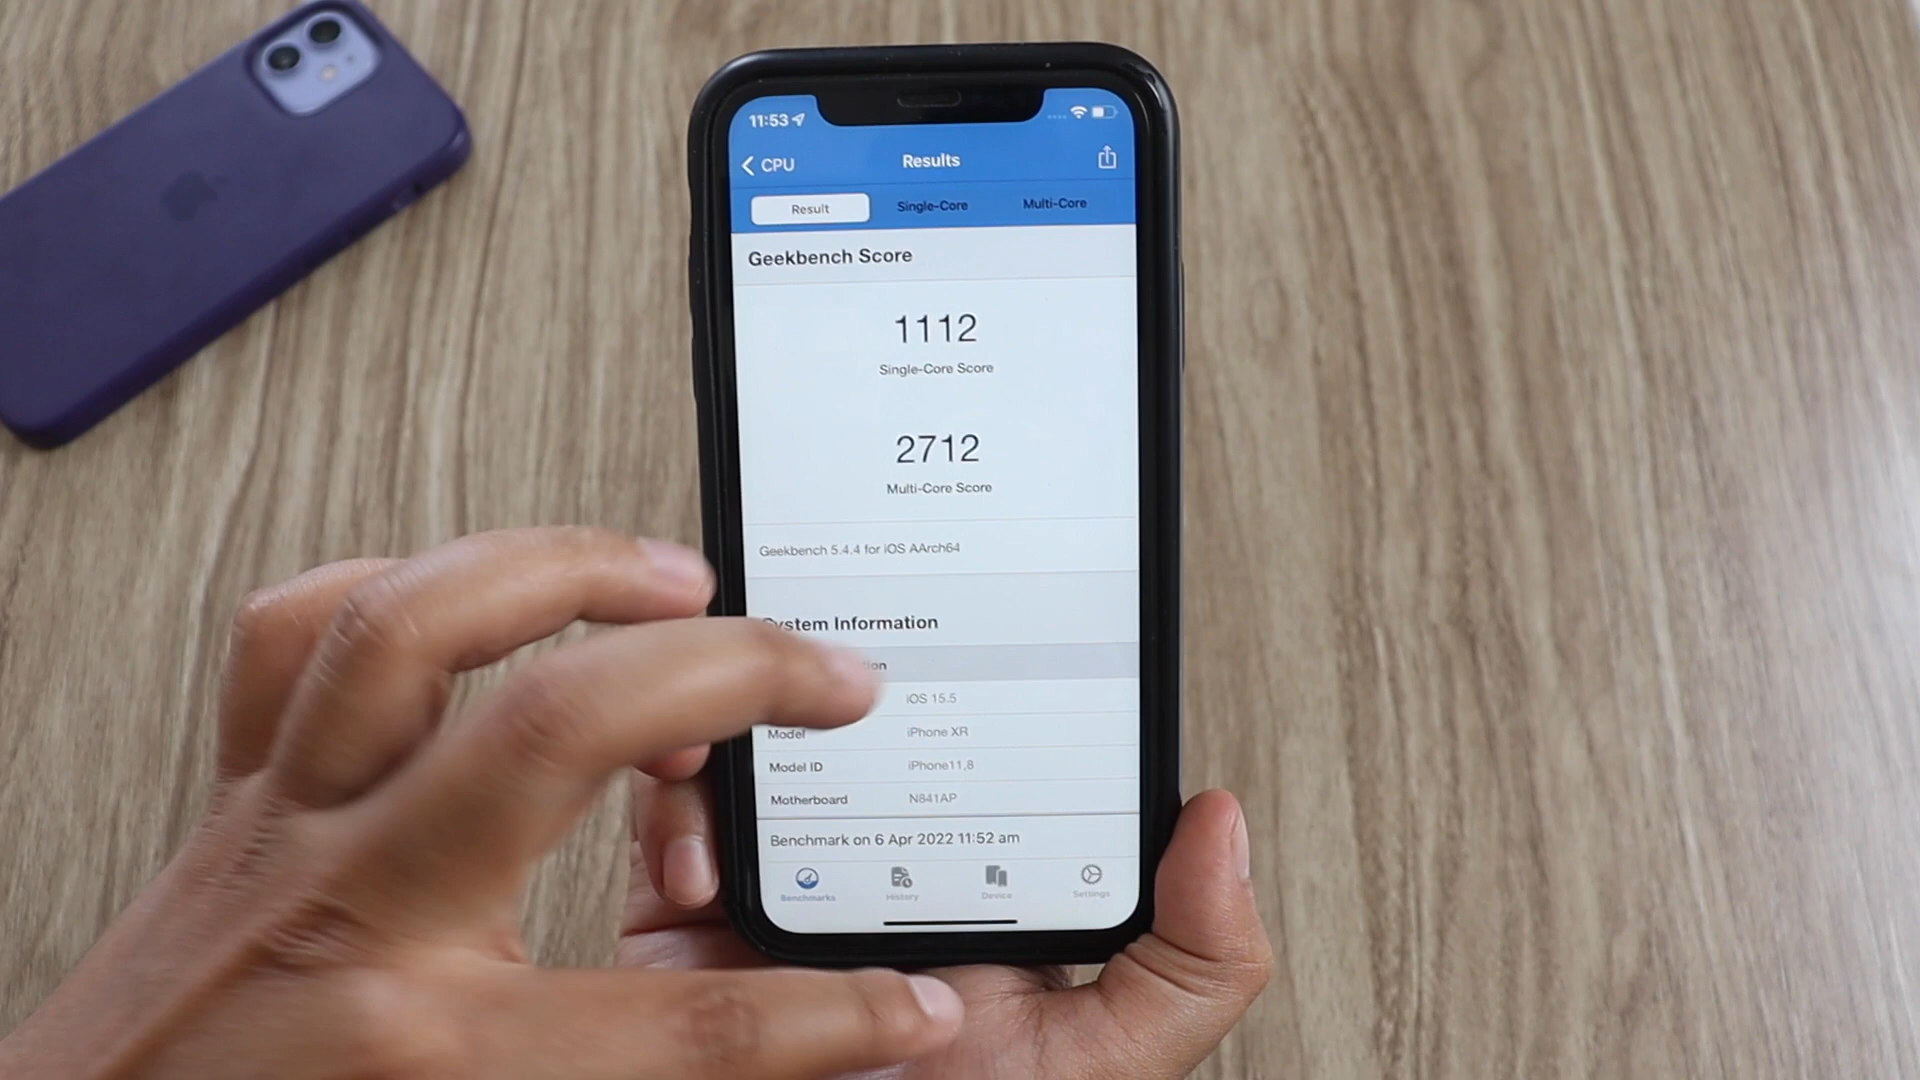 11:53
CPU
Results
Result
Single-Core
Multi-Core
Geekbench Score
1112
Single-Core Score
2712
Multi-Core Score
Geekbench 5.4.4 for iOS AArch64
System Information
iOS 15.5
Model iPhone XR
Model ID iPhone11,8
Motherboard N841AP
Benchmark on 6 Apr 2022 11:52 am
Benchmarks
History
Device
Settings